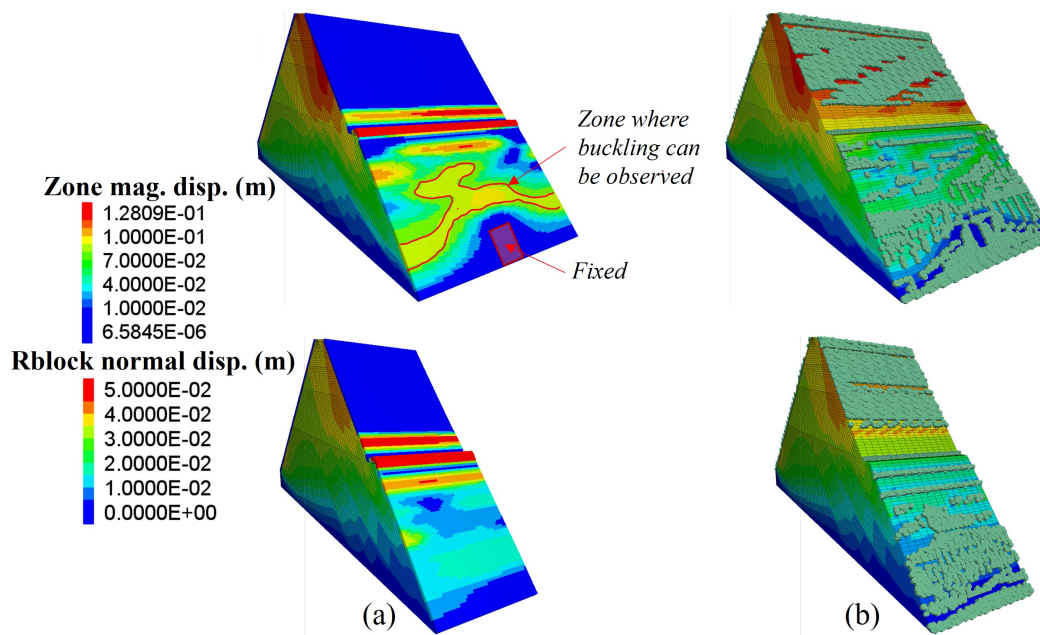 Zone where
buckling can
be observed
Fixed
Zone mag. disp. (m)
1.2809E-01
1.0000E-01
7.0000E-02
4.0000E-02
1.0000E-02
6.5845E-06
Rblock normal disp. (m)
5.0000E-02
4.0000E-02
3.0000E-02
2.0000E-02
1.0000E-02
0.0000E+00
(a)
(b)